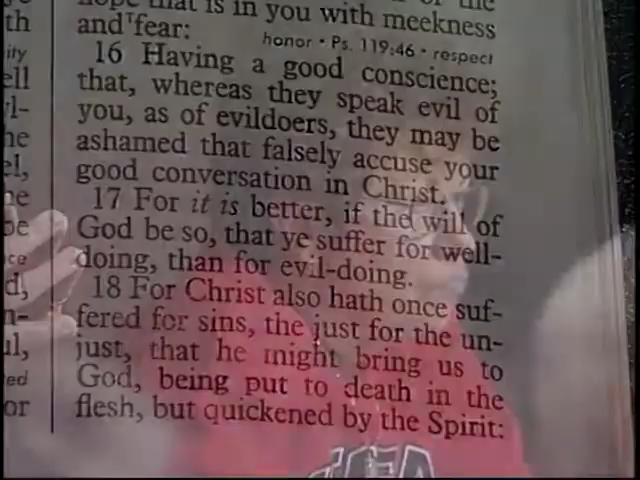 hope that is in you with meekness
and fear:
honor • Ps. 119:46 • respect
16 Having a good conscience;
that, whereas they speak evil of
you, as of evildoers, they may be
ashamed that falsely accuse your
good conversation in Christ.
17 For it is better, if the will of
God be so, that ye suffer for well-
doing, than for evil-doing.
18 For Christ also hath once suf-
fered for sins, the just for the un-
just, that he might bring us to
God, being put to death in the
flesh, but quickened by the Spirit: